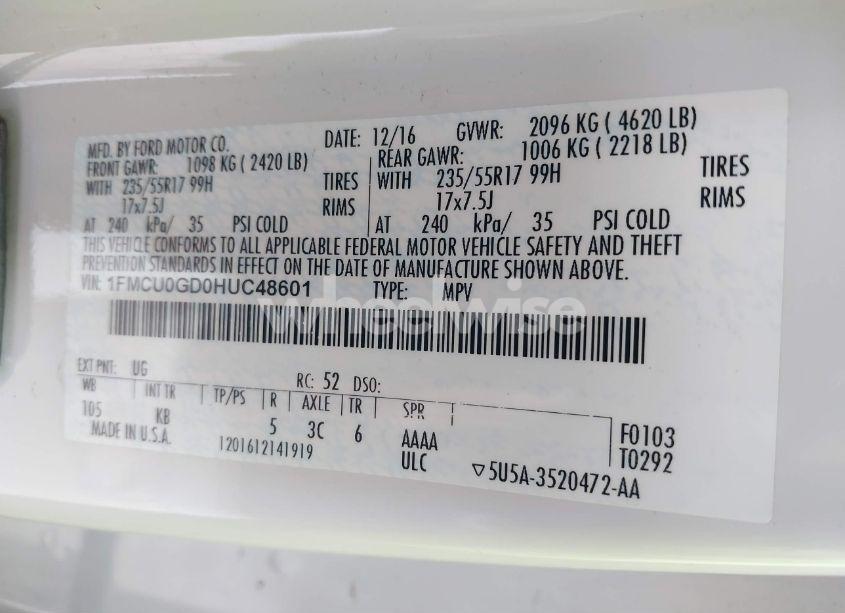 MFD. BY FORD MOTOR CO. DATE: 12/16 GVWR: 2096 KG ( 4620 LB)
FRONT GAWR: 1098 KG ( 2420 LB) REAR GAWR: 1006 KG ( 2218 LB)
WITH 235/55R17 99H TIRES WITH 235/55R17 99H TIRES
17x7.5J RIMS 17x7.5J RIMS
AT 240 kPa/ 35 PSI COLD AT 240 kPa/ 35 PSI COLD
THIS VEHICLE CONFORMS TO ALL APPLICABLE FEDERAL MOTOR VEHICLE SAFETY AND THEFT
PREVENTION STANDARDS IN EFFECT ON THE DATE OF MANUFACTURE SHOWN ABOVE.
VIN: 1FMCU0GD0HUC48601 TYPE: MPV
wheelwise
EXT PNT: UG RC: 52 DSO:
WB INT TR TP/PS R AXLE TR SPR
105 KB 5 3C 6 AAAA F0103
MADE IN U.S.A. 1201612141919 ULC T0292
5U5A-3520472-AA